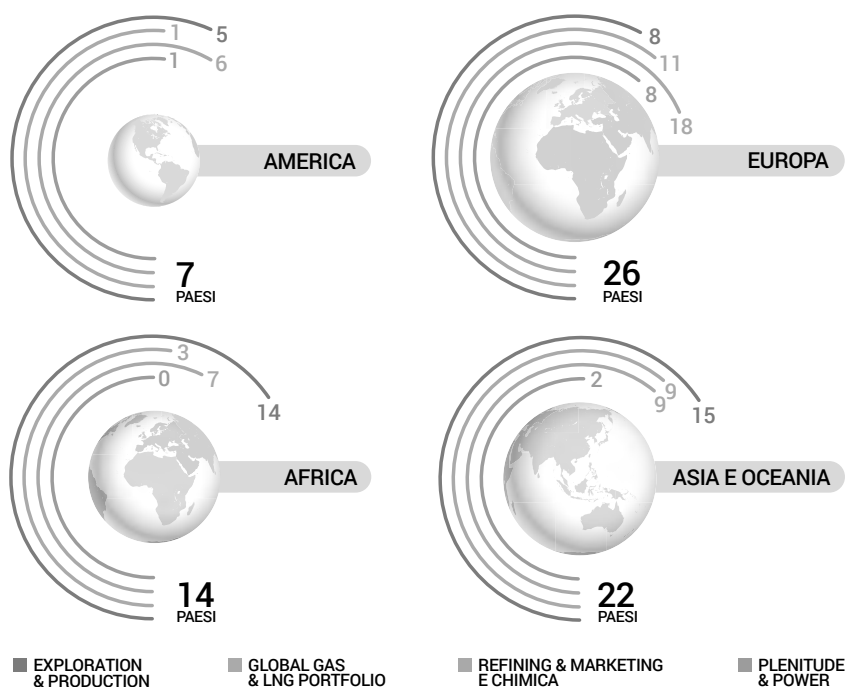 1
5
1
6
AMERICA
7
PAESI
8
11
8
18
EUROPA
26
PAESI
3
0
7
14
AFRICA
14
PAESI
2
9
9
15
ASIA E OCEANIA
22
PAESI
EXPLORATION
& PRODUCTION
GLOBAL GAS
& LNG PORTFOLIO
REFINING & MARKETING
E CHIMICA
PLENITUDE
& POWER